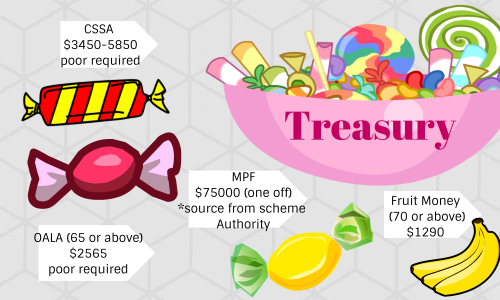 CSSA
$3450-5850
poor required
Treasury
MPF
$75000 (one off)
*source from scheme
Authority
Fruit Money
(70 or above)
$1290
OALA (65 or above)
$2565
poor required